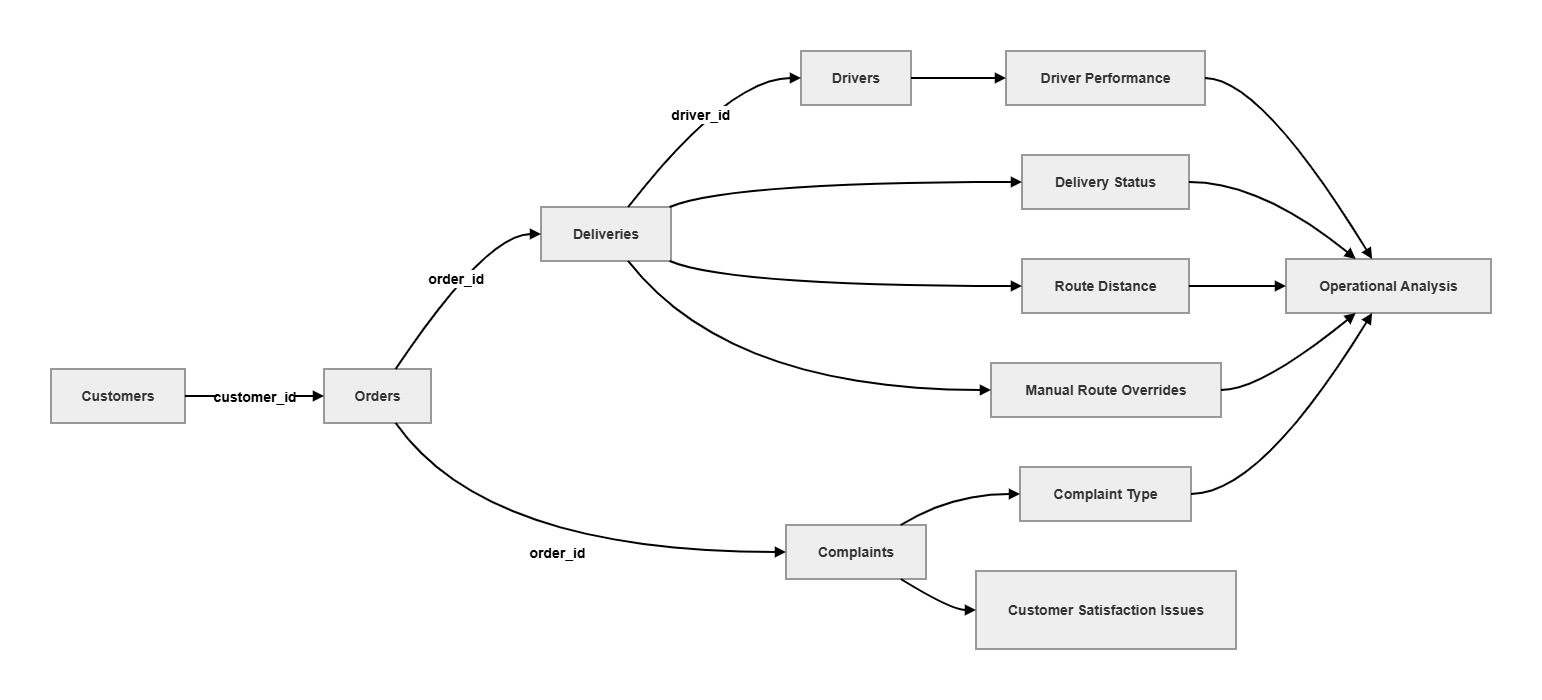 Drivers
Driver Performance
driver_id
Delivery Status
Deliveries
order_id
Route Distance
Operational Analysis
Customers
customer_id
Orders
Manual Route Overrides
Complaint Type
order_id
Complaints
Customer Satisfaction Issues